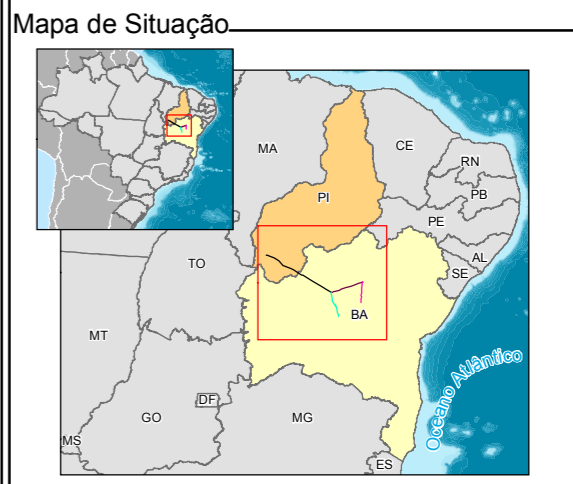 Mapa de Situação
MA
CE
RN
PB
PI
PE
AL
SE
TO
BA
MT
Oceano Atlântico
DF
GO
MG
MS
ES